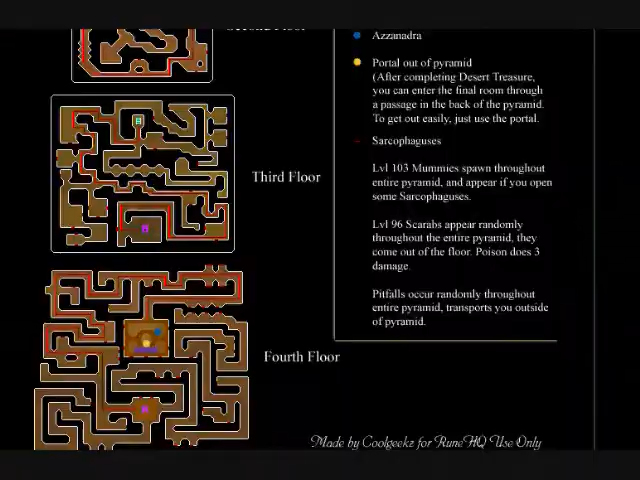 Azzanadra
Portal out of pyramid
(After completing Desert Treasure,
you can enter the final room through
a passage in the back of the pyramid.
To get out easily, just use the portal.
Sarcophaguses
Third Floor
Lvl 103 Mummies spawn throughout
entire pyramid, and appear if you open
some Sarcophaguses.
Lvl 96 Scarabs appear randomly
throughout the entire pyramid, they
come out of the floor. Poison does 3
damage.
Pitfalls occur randomly throughout
entire pyramid, transports you outside
of pyramid.
Fourth Floor
Made by Coolgeekz for RuneHQ Use Only